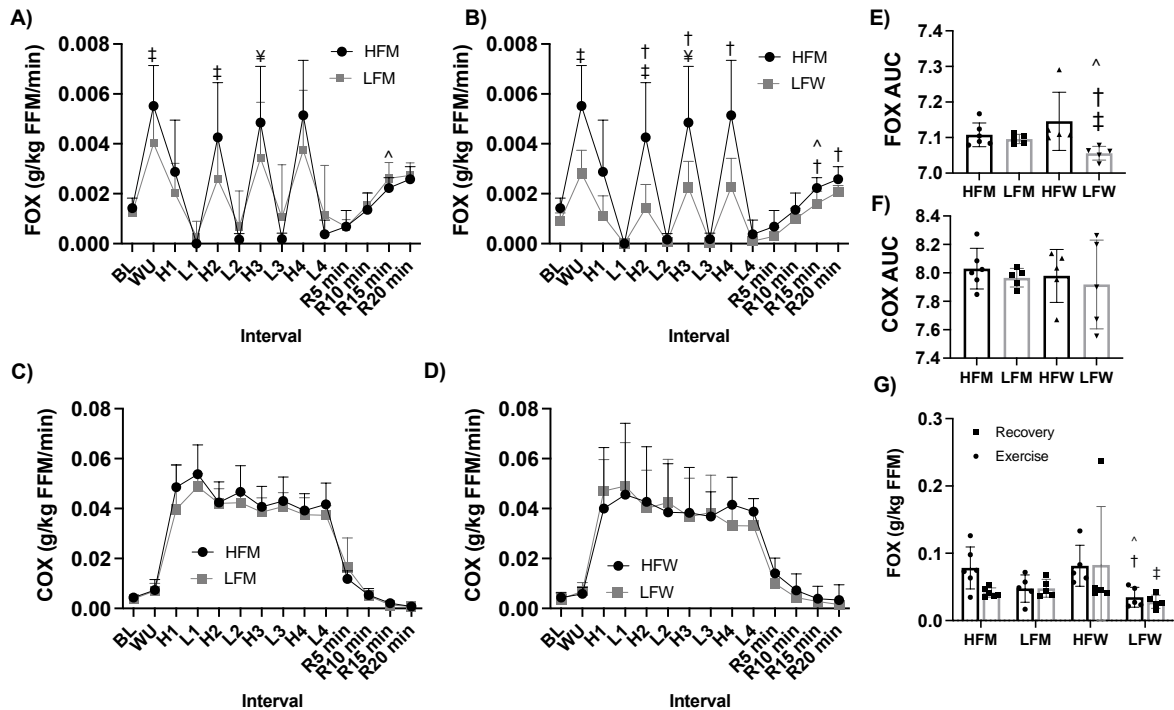 A)
FOX (g/kg FFM/min)
0.008
0.006
0.004
0.002
0.000
‡
‡
¥
^
HFM
LFM
BL
WU
H1
L1
H2
L2
H3
L3
H4
L4
R5 min
R10 min
R15 min
R20 min
Interval
B)
FOX (g/kg FFM/min)
0.008
0.006
0.004
0.002
0.000
‡
†
‡
†
¥
†
^
†
†
HFM
LFW
BL
WU
H1
L1
H2
L2
H3
L3
H4
L4
R5 min
R10 min
R15 min
R20 min
Interval
C)
COX (g/kg FFM/min)
0.08
0.06
0.04
0.02
0.00
HFM
LFM
BL
WU
H1
L1
H2
L2
H3
L3
H4
L4
R5 min
R10 min
R15 min
R20 min
Interval
D)
COX (g/kg FFM/min)
0.08
0.06
0.04
0.02
0.00
HFW
LFW
BL
WU
H1
L1
H2
L2
H3
L3
H4
L4
R5 min
R10 min
R15 min
R20 min
Interval
E)
FOX AUC
7.4
7.3
7.2
7.1
7.0
^
†
‡
HFM LFM HFW LFW
F)
COX AUC
8.4
8.2
8.0
7.8
7.6
7.4
HFM LFM HFW LFW
G)
FOX (g/kg FFM)
0.3
0.2
0.1
0.0
Recovery
Exercise
^
†
‡
HFM LFM HFW LFW